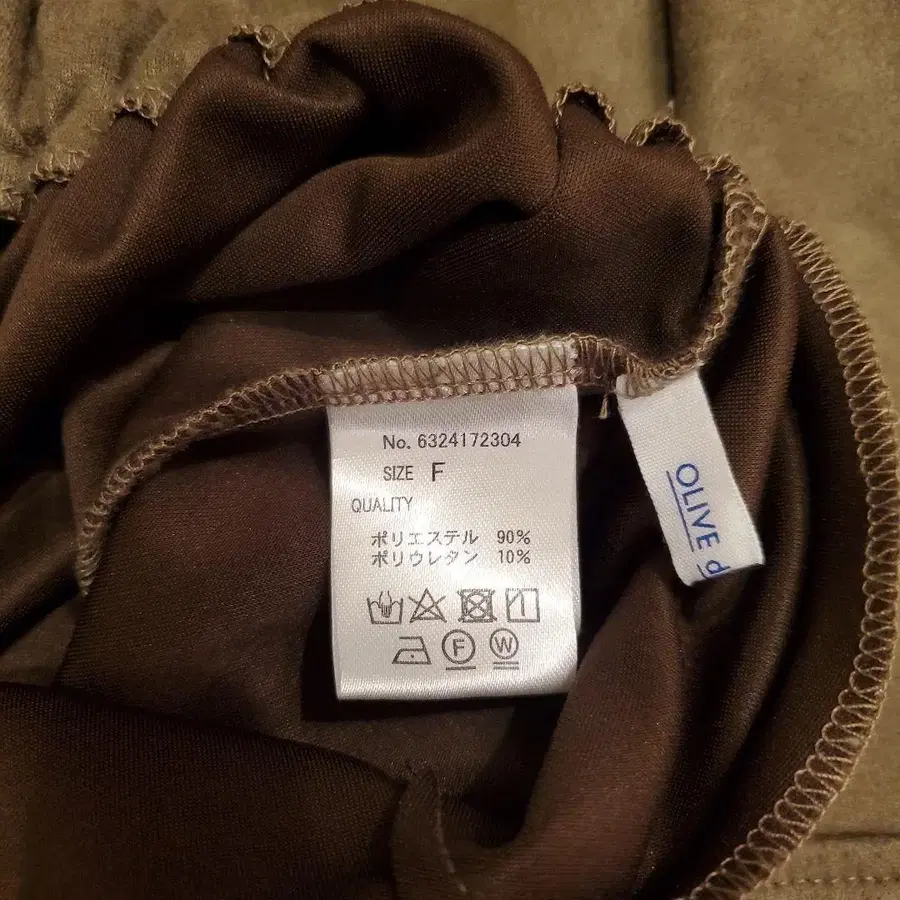 No. 6324172304
SIZE F
QUALITY
ポリエステル 90%
ポリウレタン 10%
F W
OLIVE d